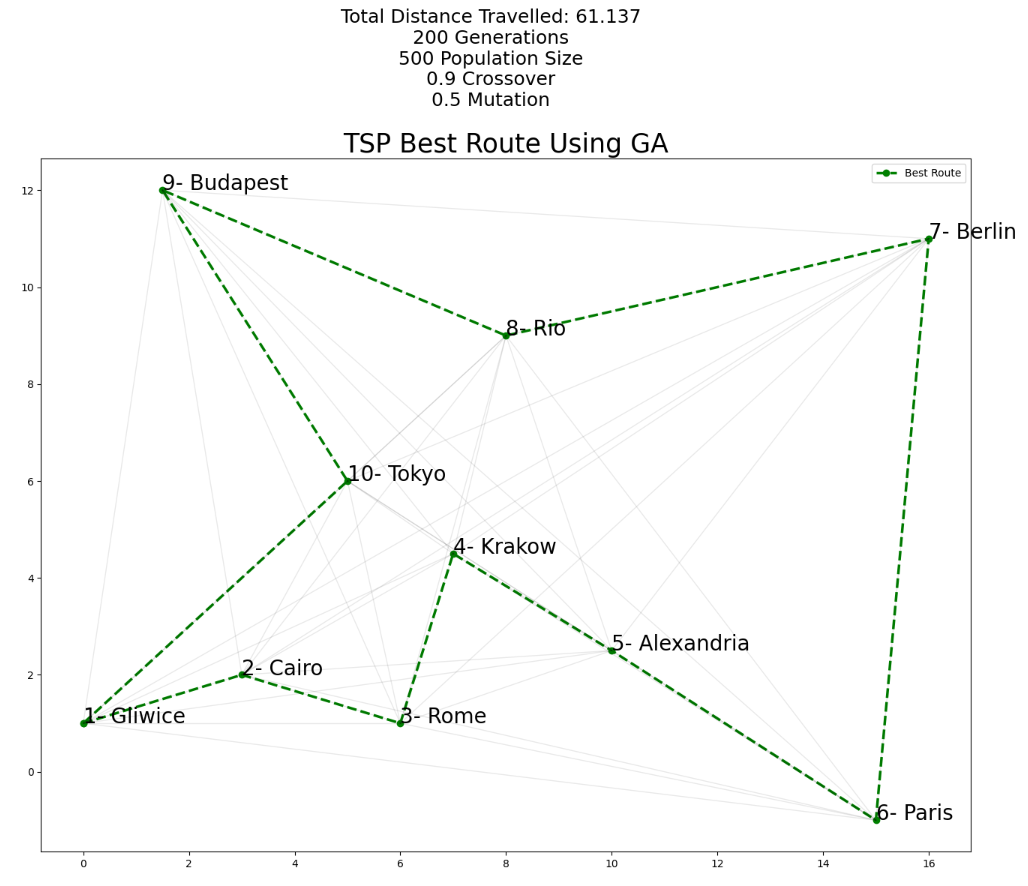 Total Distance Travelled: 61.137
200 Generations
500 Population Size
0.9 Crossover
0.5 Mutation
TSP Best Route Using GA
Best Route
9- Budapest
7- Berlin
8- Rio
10- Tokyo
4- Krakow
5- Alexandria
2- Cairo
1- Gliwice
3- Rome
6- Paris
12
10
8
6
4
2
0
0 2 4 6 8 10 12 14 16